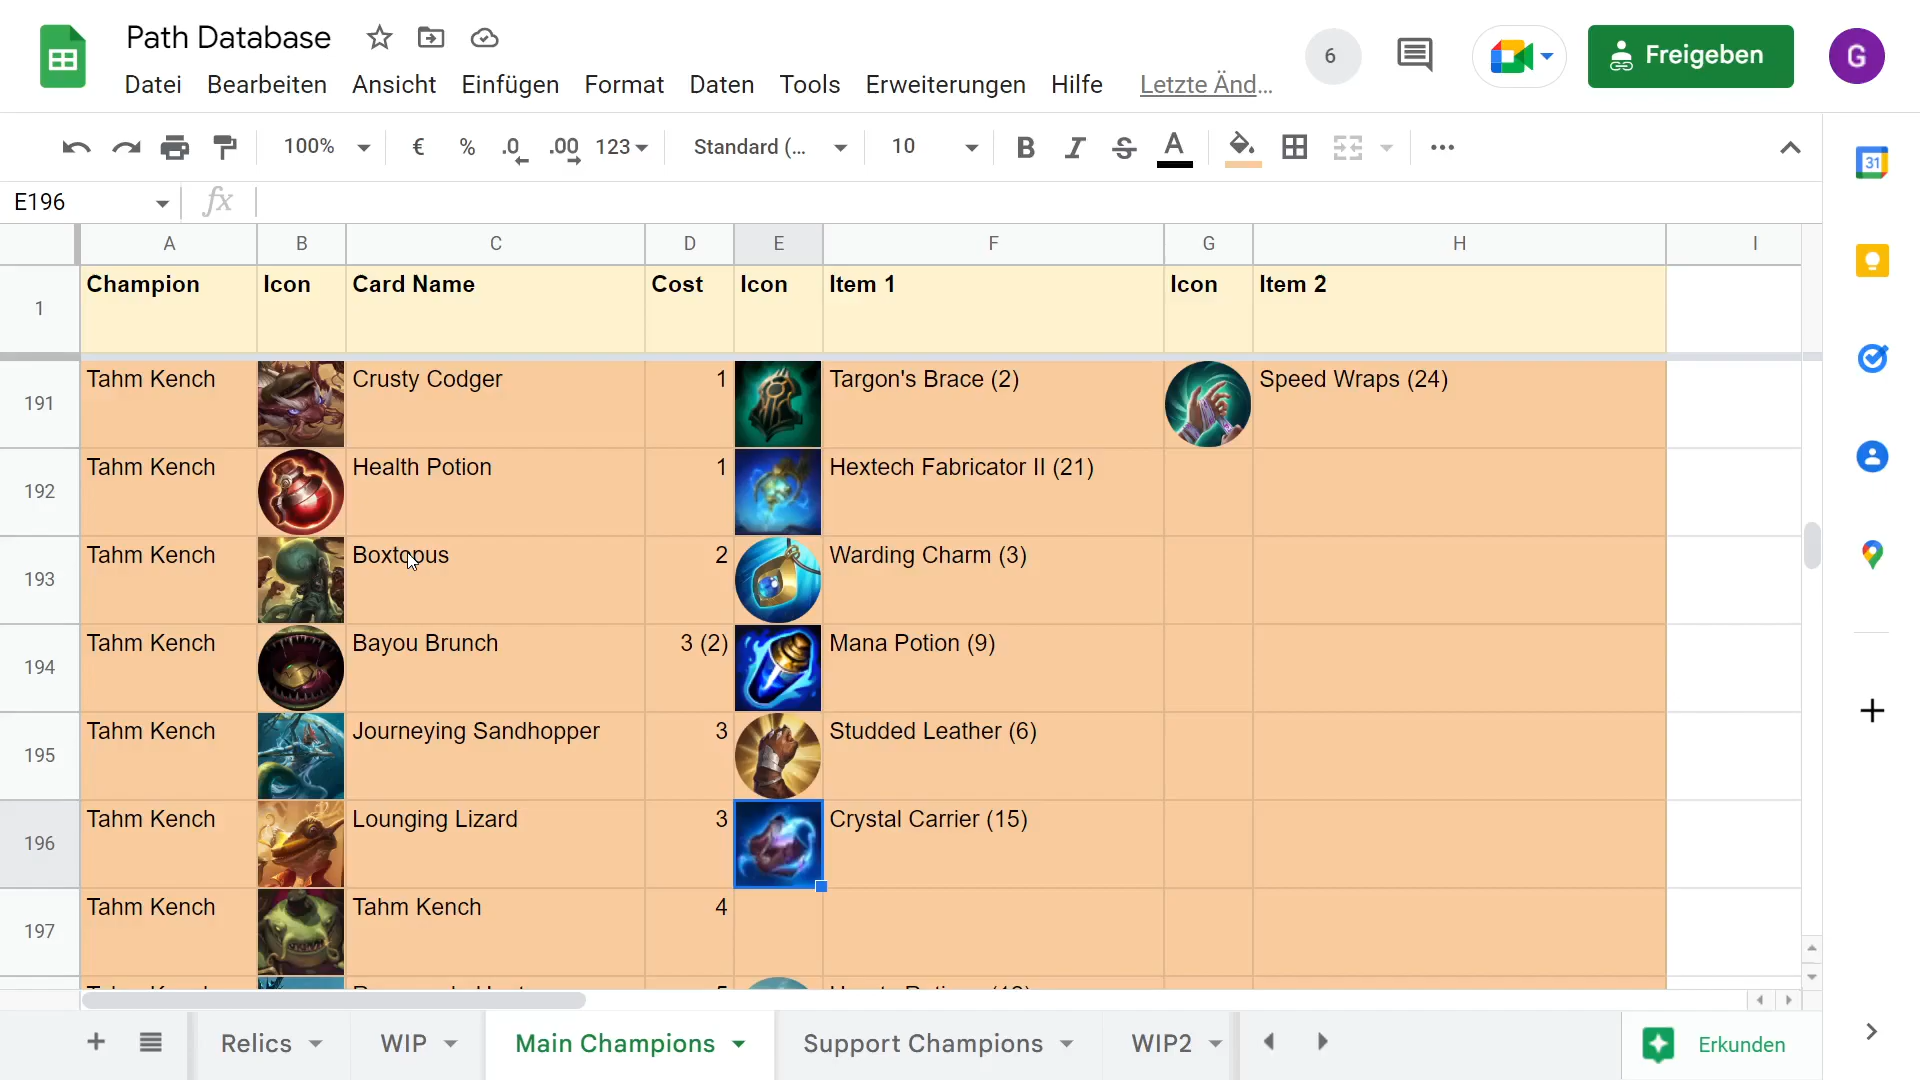 Path Database
6
Freigeben
G
Datei Bearbeiten Ansicht Einfügen Format Daten Tools Erweiterungen Hilfe Letzte Änd...
100% € % .0 .00 123 Standard (... 10 B I S A
31
E196 fx
A B C D E F G H I
1 Champion Icon Card Name Cost Icon Item 1 Icon Item 2
191 Tahm Kench Crusty Codger 1 Targon's Brace (2) Speed Wraps (24)
192 Tahm Kench Health Potion 1 Hextech Fabricator II (21)
193 Tahm Kench Boxtopus 2 Warding Charm (3)
194 Tahm Kench Bayou Brunch 3 (2) Mana Potion (9)
195 Tahm Kench Journeying Sandhopper 3 Studded Leather (6)
196 Tahm Kench Lounging Lizard 3 Crystal Carrier (15)
197 Tahm Kench Tahm Kench 4
Relics WIP Main Champions Support Champions WIP2 Erkunden